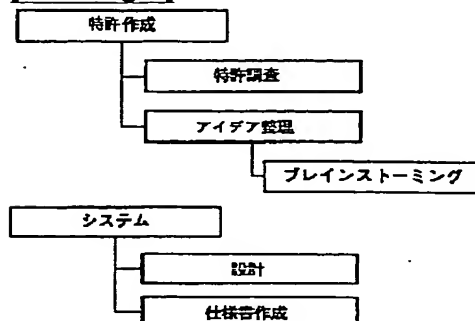 特許作成
特許調査
アイデア整理
ブレインストーミング
システム
設計
仕様書作成